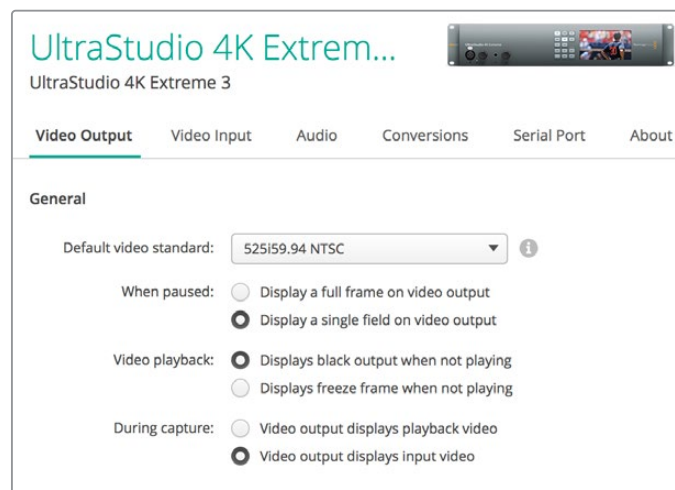 UltraStudio 4K Extrem...
UltraStudio 4K Extreme 3
Video Output Video Input Audio Conversions Serial Port About
General
Default video standard: 525i59.94 NTSC
When paused: Display a full frame on video output
Display a single field on video output
Video playback: Displays black output when not playing
Displays freeze frame when not playing
During capture: Video output displays playback video
Video output displays input video